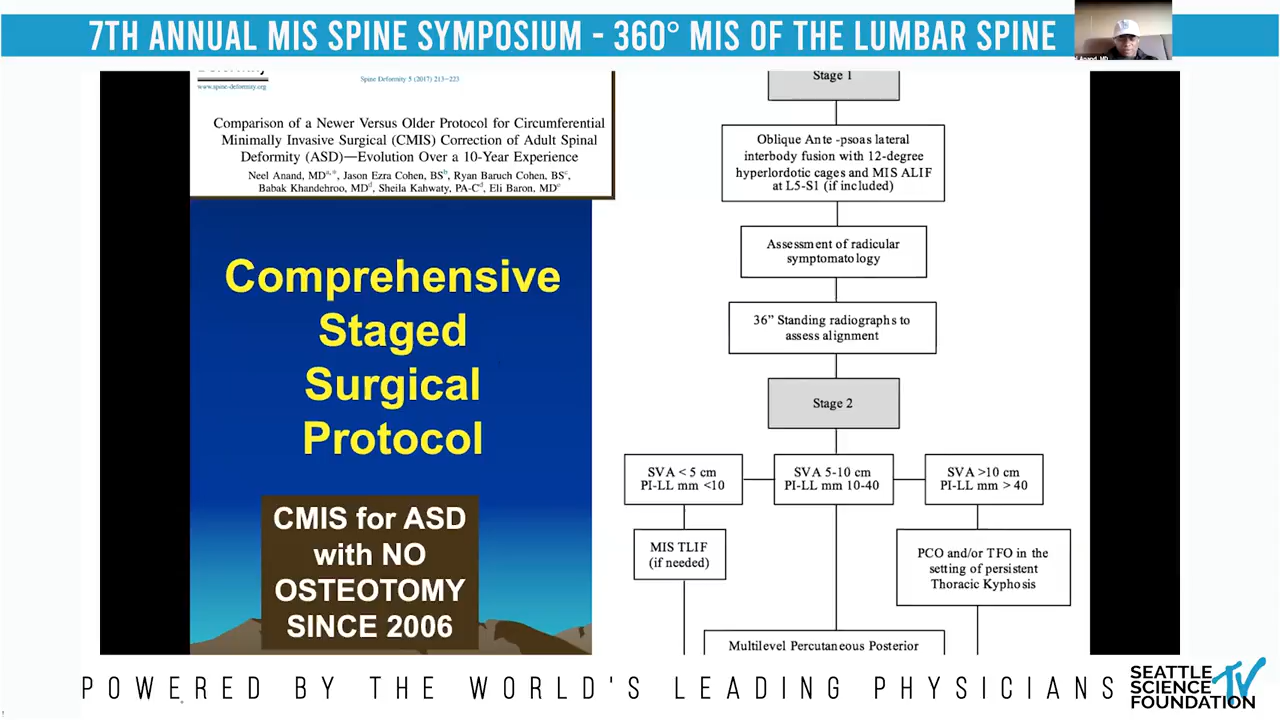 7TH ANNUAL MIS SPINE SYMPOSIUM - 360° MIS OF THE LUMBAR SPINE
Spine Deformity 5 (2017) 213-223
www.spine-deformity.org
Comparison of a Newer Versus Older Protocol for Circumferential
Minimally Invasive Surgical (CMIS) Correction of Adult Spinal
Deformity (ASD)—Evolution Over a 10-Year Experience
Neel Anand, MDa,*, Jason Ezra Cohen, BSb, Ryan Baruch Cohen, BSc,
Babak Khandehroo, MDd, Sheila Kahwaty, PA-Cd, Eli Baron, MDe
Comprehensive
Staged
Surgical
Protocol
CMIS for ASD
with NO
OSTEOTOMY
SINCE 2006
Stage 1
Oblique Ante -psoas lateral
interbody fusion with 12-degree
hyperlordotic cages and MIS ALIF
at L5-S1 (if included)
Assessment of radicular
symptomatology
36” Standing radiographs to
assess alignment
Stage 2
SVA < 5 cm
PI-LL mm <10
SVA 5-10 cm
PI-LL mm 10-40
SVA >10 cm
PI-LL mm > 40
MIS TLIF
(if needed)
PCO and/or TFO in the
setting of persistent
Thoracic Kyphosis
Multilevel Percutaneous Posterior
POWERED BY THE WORLD'S LEADING PHYSICIANS
SEATTLE
SCIENCE
FOUNDATION
TV